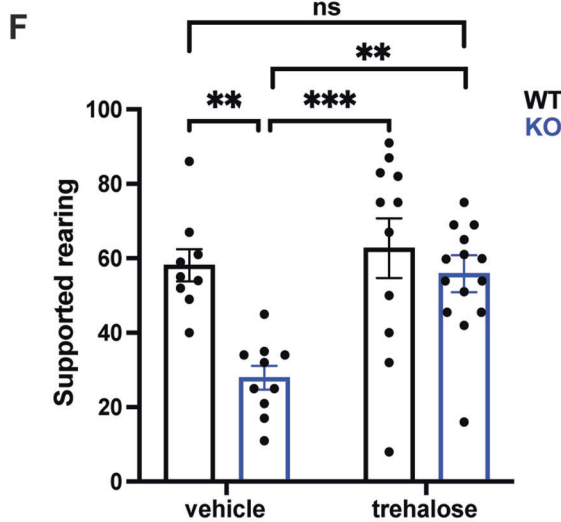 F
ns
**
** ***
WT
KO
100
80
60
40
20
0
Supported rearing
vehicle trehalose